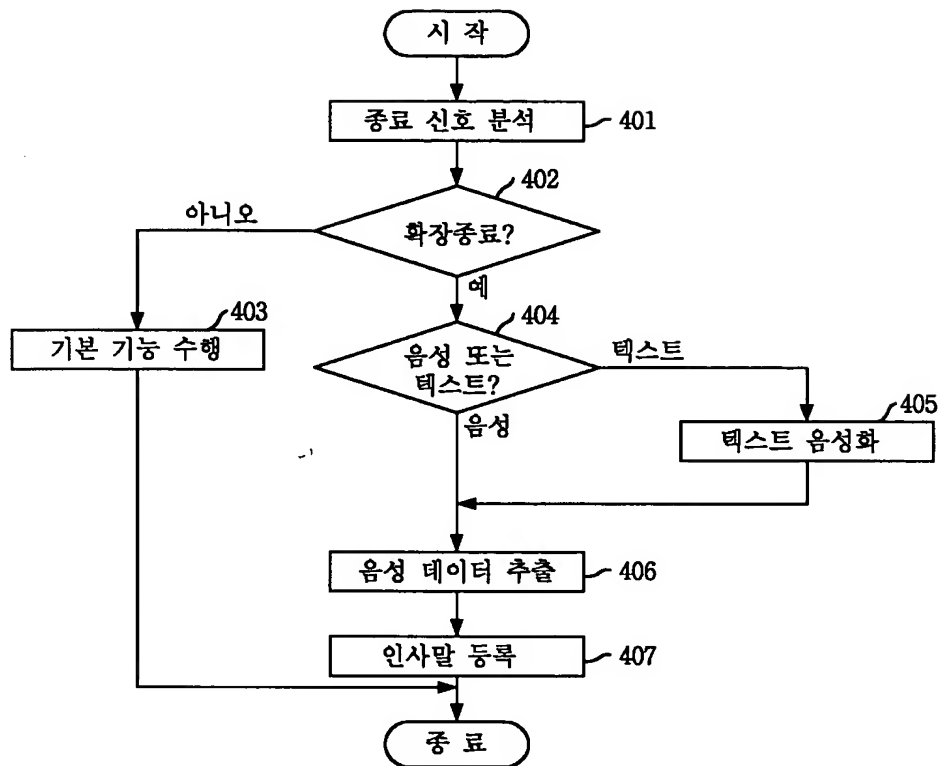 시 작
종료 신호 분석
401
402
아니오
확장종료?
예
403
404
기본 기능 수행
음성 또는
텍스트?
텍스트
음성
405
텍스트 음성화
음성 데이터 추출
406
인사말 등록
407
종 료